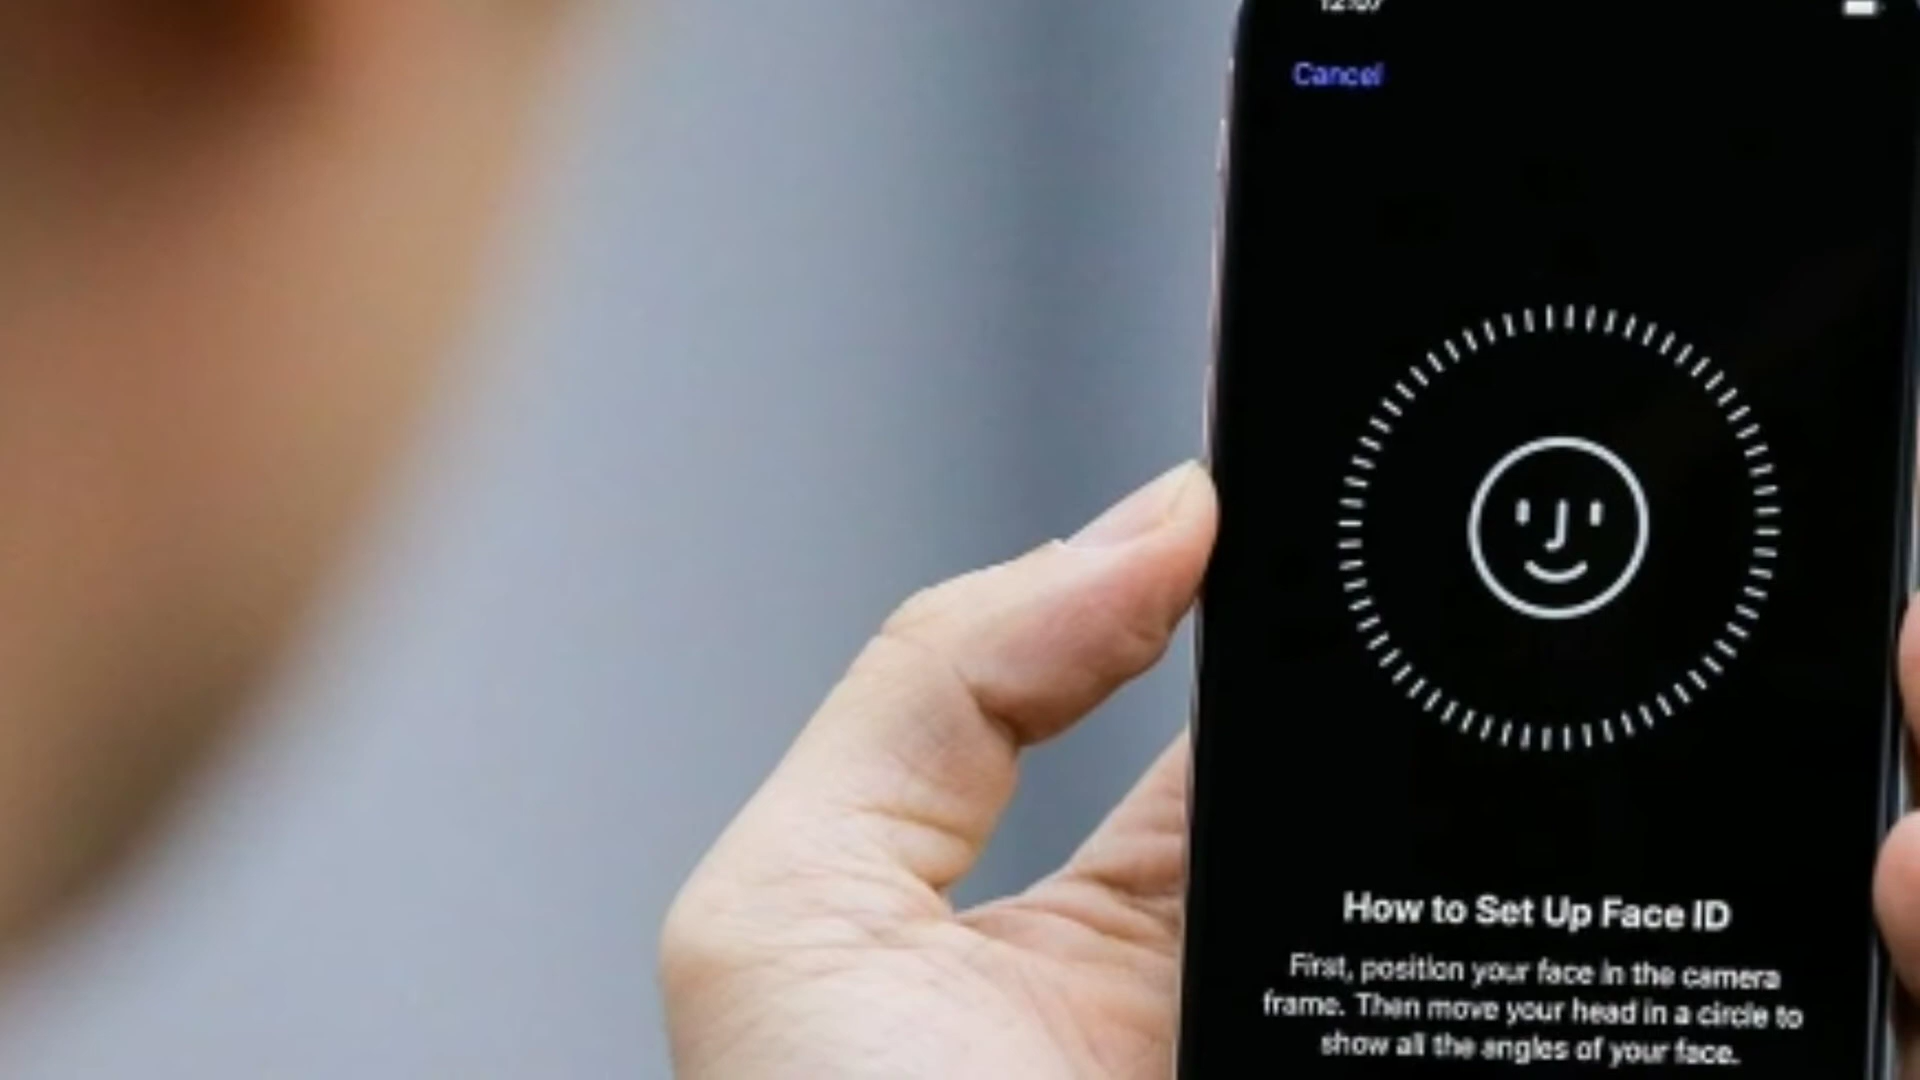 Cancel
How to Set Up Face ID
First, position your face in the camera
frame. Then move your head in a circle to
show all the angles of your face.